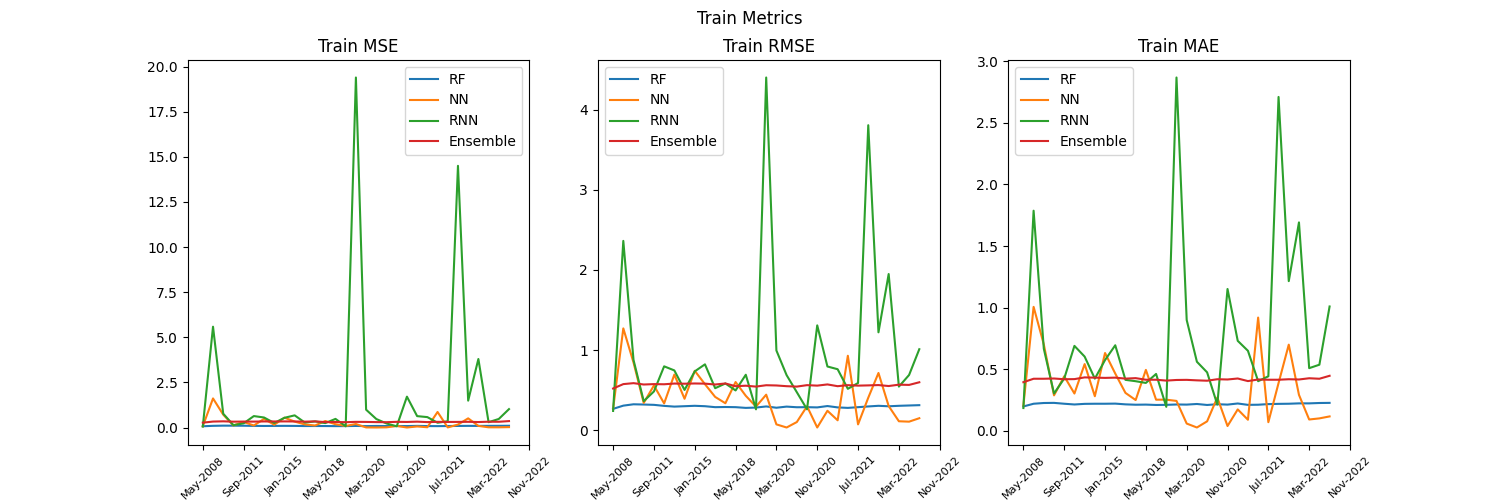 Train Metrics
Train MSE
20.0
17.5
15.0
12.5
10.0
7.5
5.0
2.5
0.0
RF
NN
RNN
Ensemble
May-2008
Sep-2011
Jan-2015
May-2018
Mar-2020
Nov-2020
Jul-2021
Mar-2022
Nov-2022
Train RMSE
4
3
2
1
0
RF
NN
RNN
Ensemble
May-2008
Sep-2011
Jan-2015
May-2018
Mar-2020
Nov-2020
Jul-2021
Mar-2022
Nov-2022
Train MAE
3.0
2.5
2.0
1.5
1.0
0.5
0.0
RF
NN
RNN
Ensemble
May-2008
Sep-2011
Jan-2015
May-2018
Mar-2020
Nov-2020
Jul-2021
Mar-2022
Nov-2022